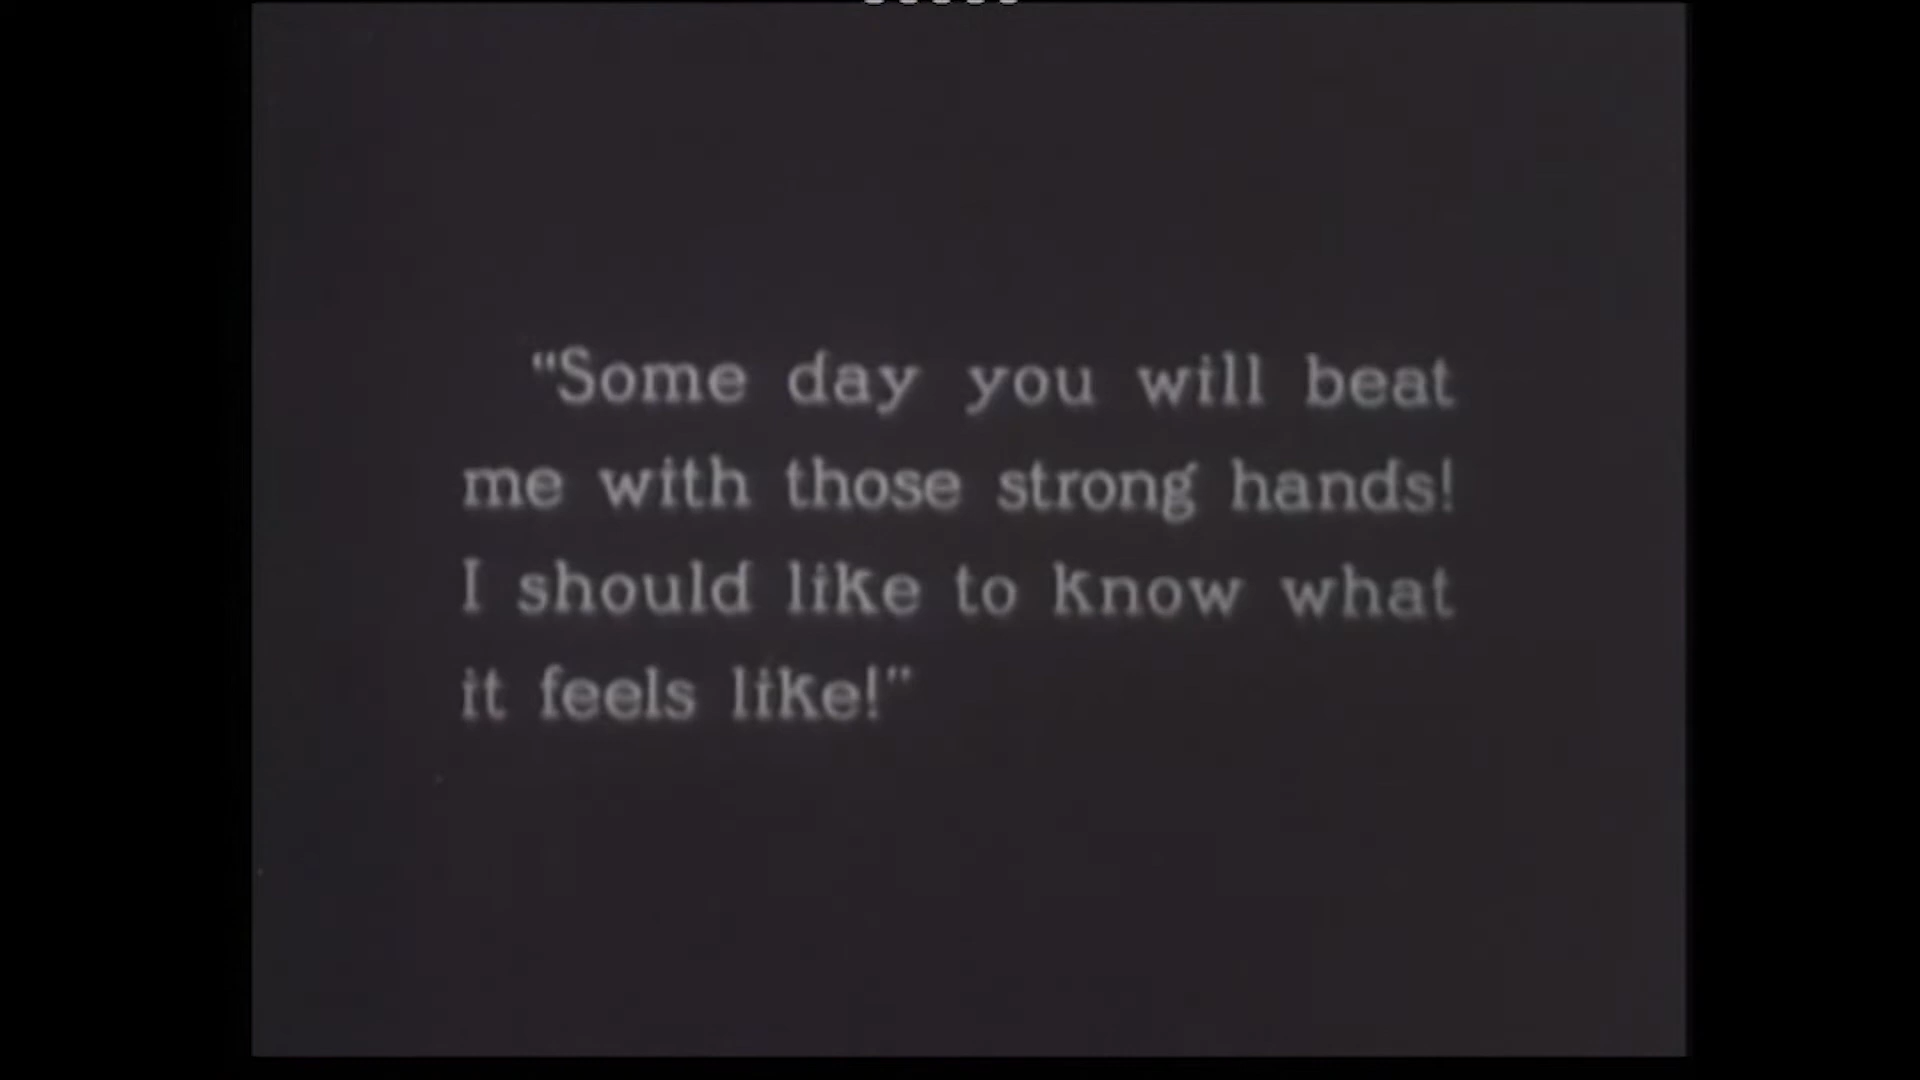 "Some day you will beat
me with those strong hands!
I should like to know what
it feels like!"